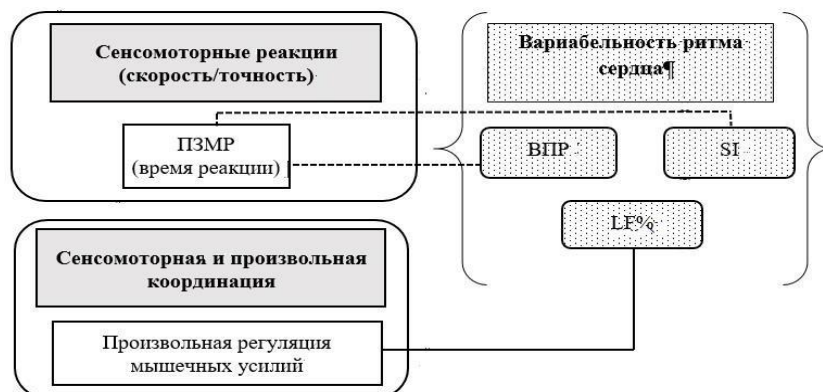 Сенсомоторные реакции
(скорость/точность)
ПЗМР
(время реакции)
Вариабельность ритма
сердца¶
ВПР
SI
LF%
Сенсомоторная и произвольная
координация
Произвольная регуляция
мышечных усилий